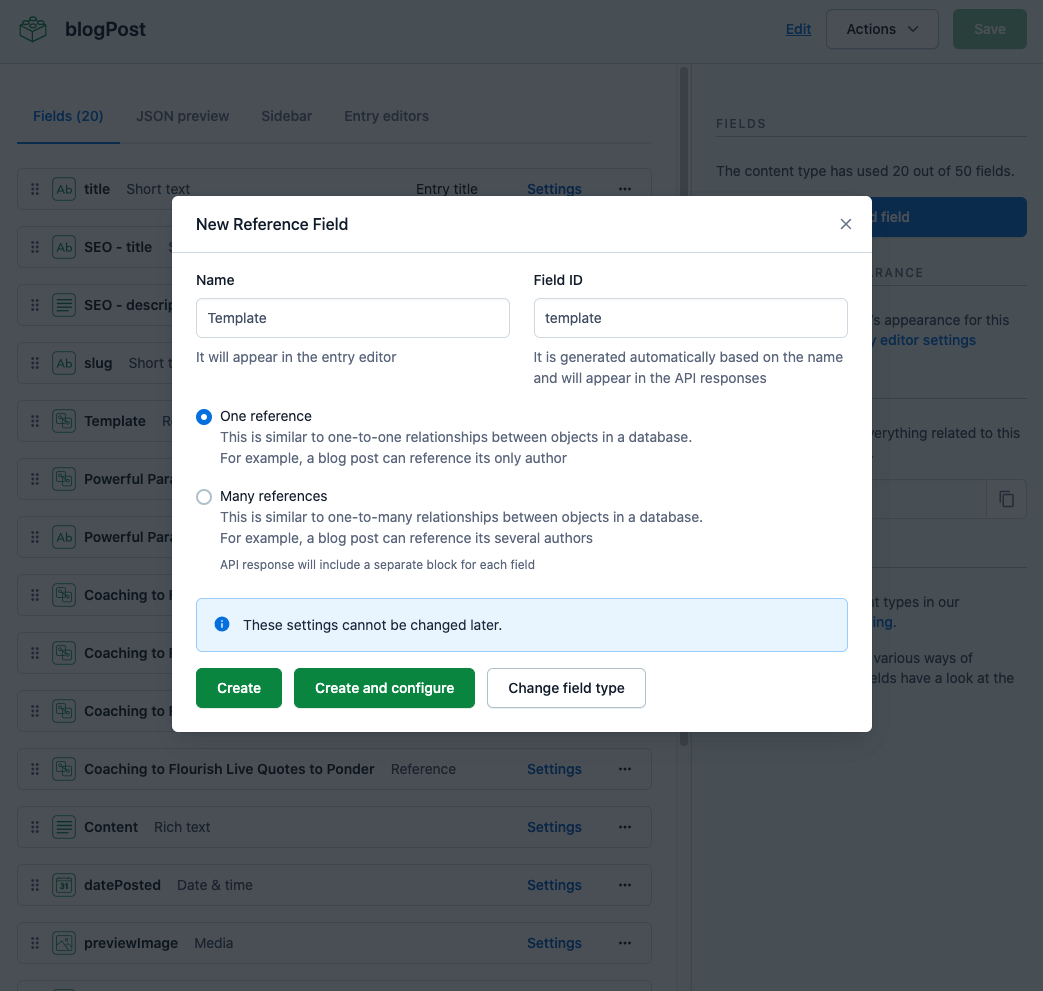 blogPost
Edit
Actions
Save
Fields (20)
JSON preview
Sidebar
Entry editors
FIELDS
The content type has used 20 out of 50 fields.
Ab title Short text Entry title Settings
field
Ab SEO - title
SEO -
Ab slug Short
Template
Powerful
Ab Powerful
Coaching to
Coaching to
Coaching to
's appearance for this
editor settings
everything related to this
types in our
various ways of
have a look at the
New Reference Field
Name
Field ID
Template
template
It will appear in the entry editor
It is generated automatically based on the name
and will appear in the API responses
One reference
This is similar to one-to-one relationships between objects in a database.
For example, a blog post can reference its only author
Many references
This is similar to one-to-many relationships between objects in a database.
For example, a blog post can reference its several authors
API response will include a separate block for each field
These settings cannot be changed later.
Create
Create and configure
Change field type
Coaching to Flourish Live Quotes to Ponder Reference Settings
Content Rich text Settings
31 datePosted Date & time Settings
previewImage Media Settings